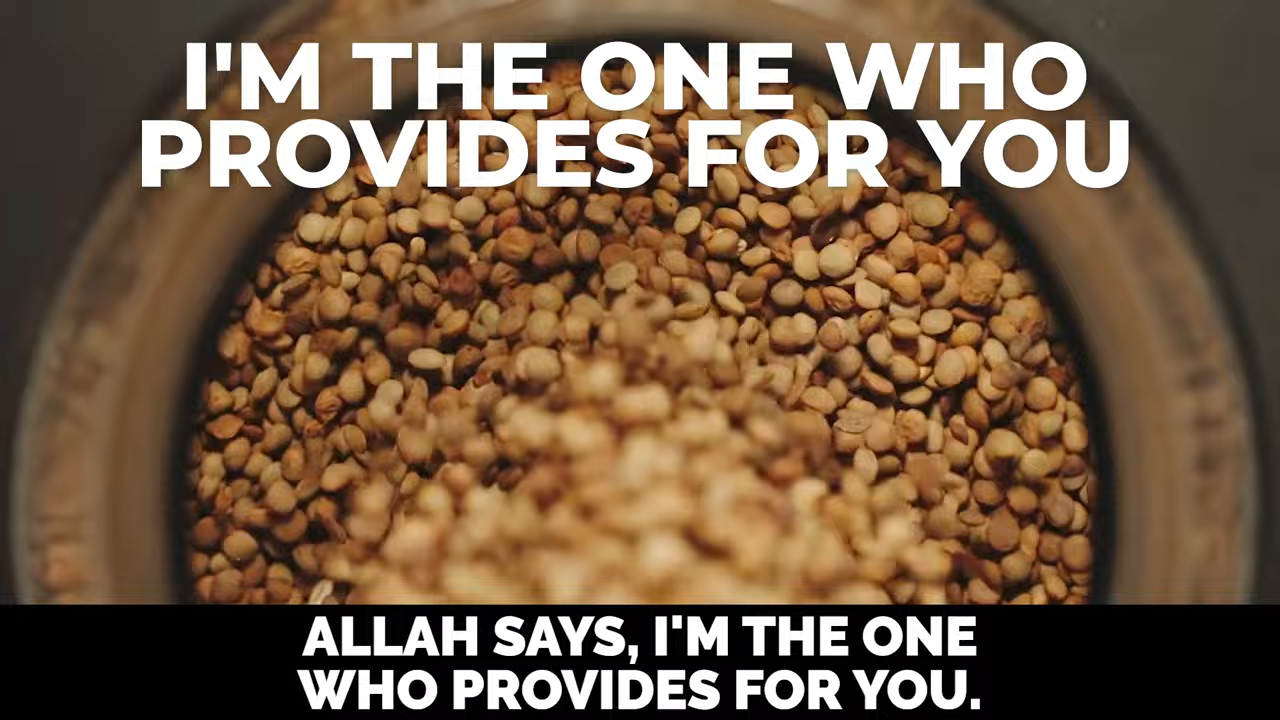 I'M THE ONE WHO
PROVIDES FOR YOU
ALLAH SAYS, I'M THE ONE
WHO PROVIDES FOR YOU.